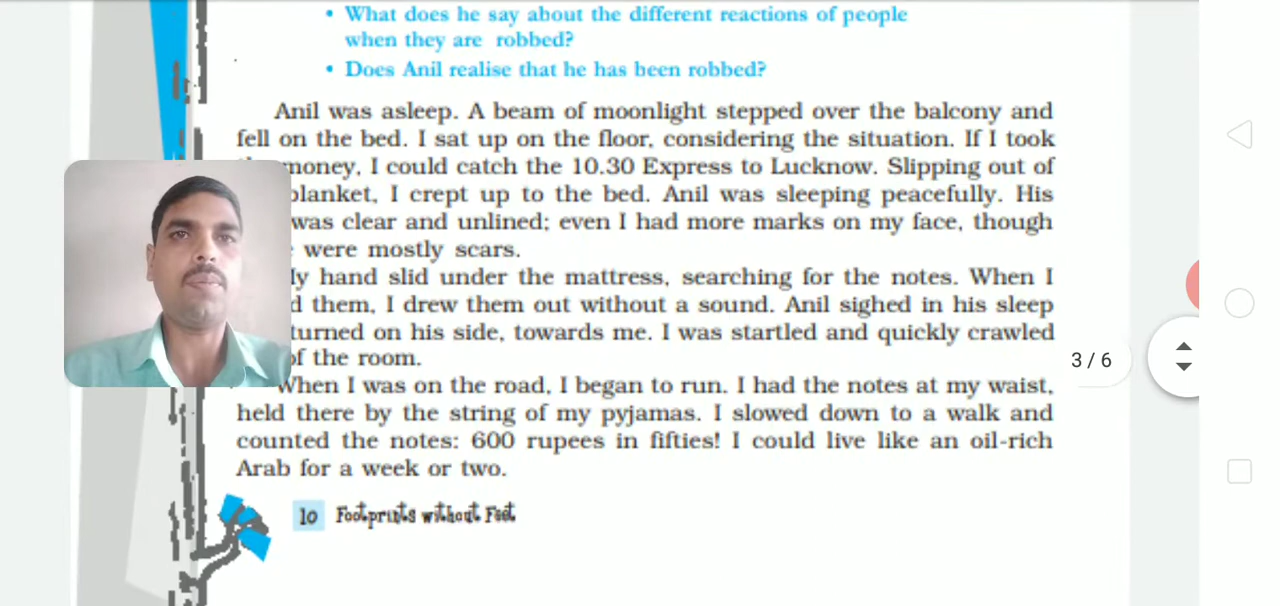 • What does he say about the different reactions of people
when they are robbed?
• Does Anil realise that he has been robbed?
Anil was asleep. A beam of moonlight stepped over the balcony and
fell on the bed. I sat up on the floor, considering the situation. If I took
money, I could catch the 10.30 Express to Lucknow. Slipping out of
blanket, I crept up to the bed. Anil was sleeping peacefully. His
was clear and unlined; even I had more marks on my face, though
were mostly scars.
hand slid under the mattress, searching for the notes. When I
them, I drew them out without a sound. Anil sighed in his sleep
turned on his side, towards me. I was startled and quickly crawled
of the room.
When I was on the road, I began to run. I had the notes at my waist,
held there by the string of my pyjamas. I slowed down to a walk and
counted the notes: 600 rupees in fifties! I could live like an oil-rich
Arab for a week or two.
10 Footprints without Feet
3 / 6